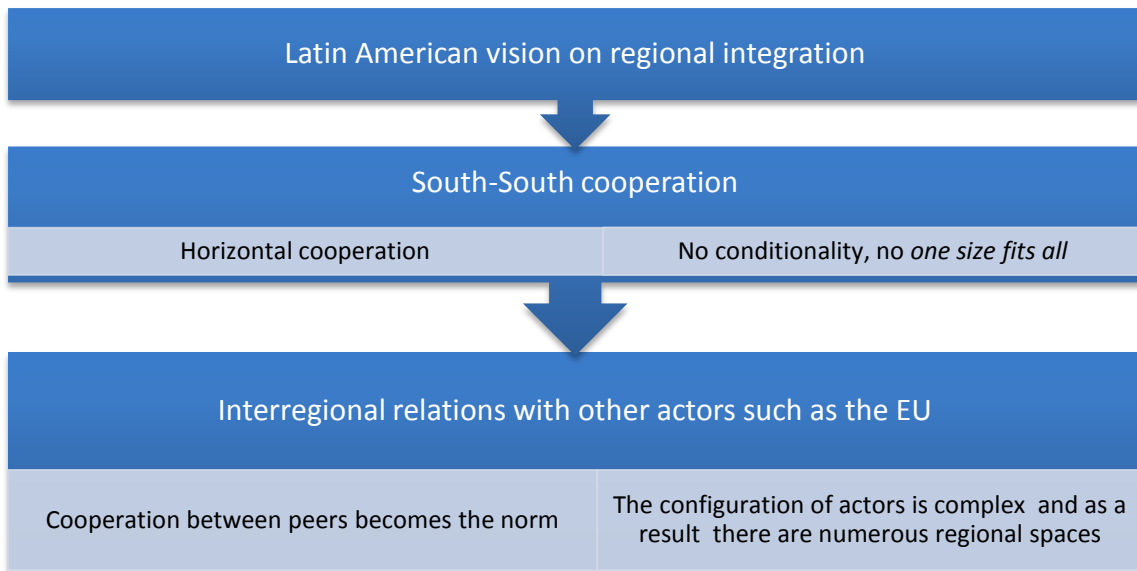 Latin American vision on regional integration
South-South cooperation
Horizontal cooperation
No conditionality, no one size fits all
Interregional relations with other actors such as the EU
Cooperation between peers becomes the norm
The configuration of actors is complex  and as a
result  there are numerous regional spaces